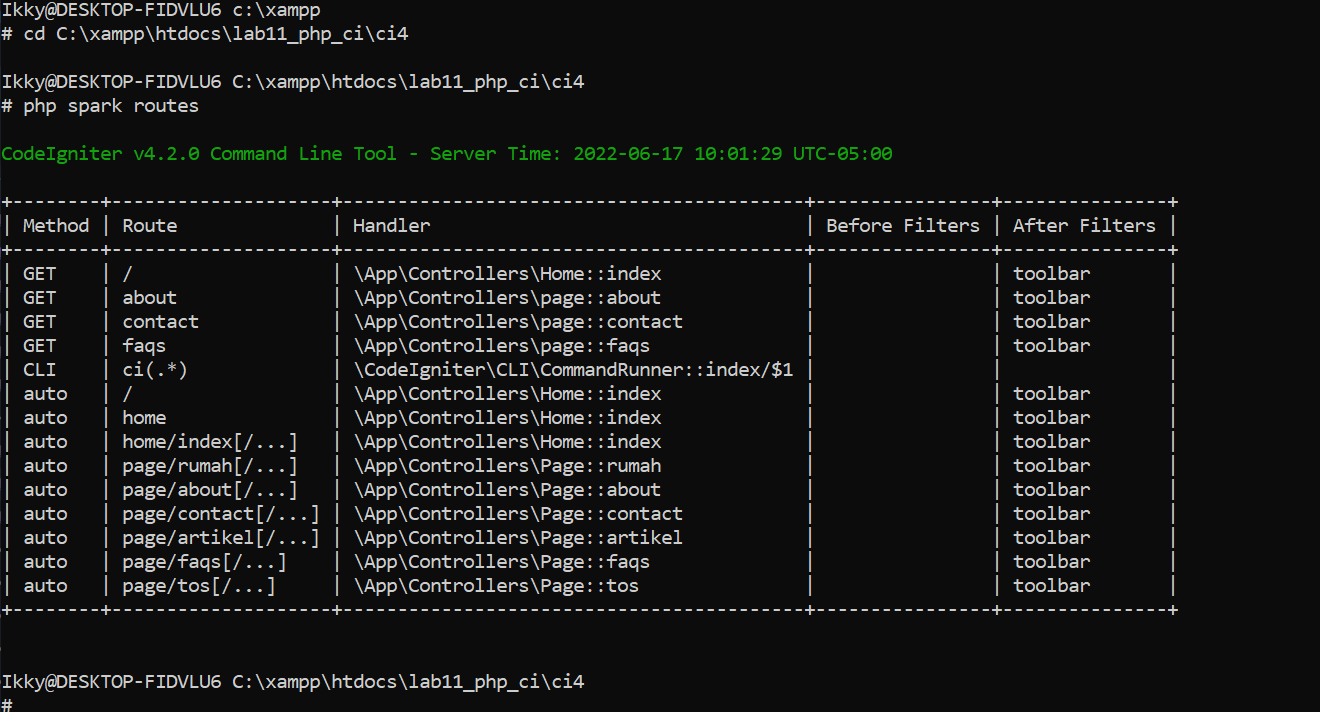 Ikky@DESKTOP-FIDVLU6 c:\xampp
# cd C:\xampp\htdocs\lab11_php_ci\ci4
Ikky@DESKTOP-FIDVLU6 C:\xampp\htdocs\lab11_php_ci\ci4
# php spark routes
CodeIgniter v4.2.0 Command Line Tool - Server Time: 2022-06-17 10:01:29 UTC-05:00
+--------+--------------------+------------------------------------------+----------------+---------------+
| Method | Route              | Handler                                  | Before Filters | After Filters |
+--------+--------------------+------------------------------------------+----------------+---------------+
| GET    | /                  | \App\Controllers\Home::index             |                | toolbar       |
| GET    | about              | \App\Controllers\page::about             |                | toolbar       |
| GET    | contact            | \App\Controllers\page::contact           |                | toolbar       |
| GET    | faqs               | \App\Controllers\page::faqs              |                | toolbar       |
| CLI    | ci(.*)             | \CodeIgniter\CLI\CommandRunner::index/$1 |                |               |
| auto   | /                  | \App\Controllers\Home::index             |                | toolbar       |
| auto   | home               | \App\Controllers\Home::index             |                | toolbar       |
| auto   | home/index[/...]   | \App\Controllers\Home::index             |                | toolbar       |
| auto   | page/rumah[/...]   | \App\Controllers\Page::rumah             |                | toolbar       |
| auto   | page/about[/...]   | \App\Controllers\Page::about             |                | toolbar       |
| auto   | page/contact[/...] | \App\Controllers\Page::contact           |                | toolbar       |
| auto   | page/artikel[/...] | \App\Controllers\Page::artikel           |                | toolbar       |
| auto   | page/faqs[/...]    | \App\Controllers\Page::faqs              |                | toolbar       |
| auto   | page/tos[/...]     | \App\Controllers\Page::tos               |                | toolbar       |
+--------+--------------------+------------------------------------------+----------------+---------------+
Ikky@DESKTOP-FIDVLU6 C:\xampp\htdocs\lab11_php_ci\ci4
#